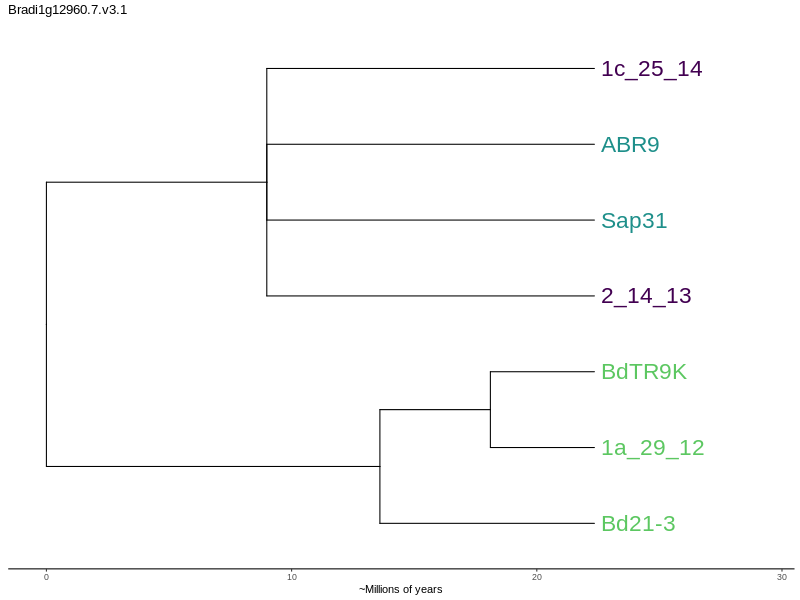 Bradi1g12960.7.v3.1
1c_25_14
ABR9
Sap31
2_14_13
BdTR9K
1a_29_12
Bd21-3
0 10 20 30
~Millions of years